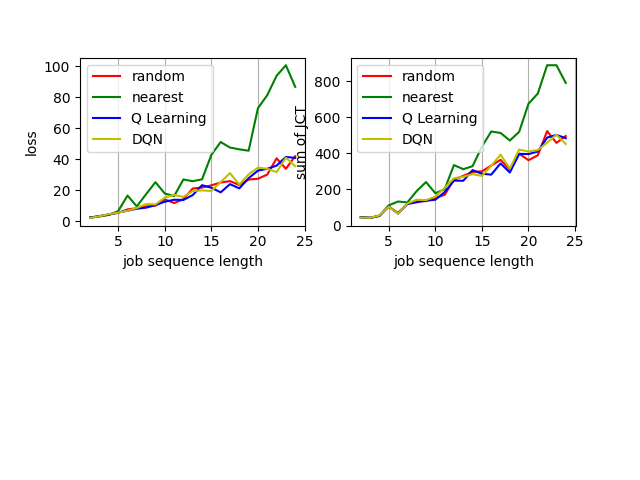 loss
100
80
60
40
20
0
random
nearest
Q Learning
DQN
5
10
15
20
25
job sequence length
sum of JCT
800
600
400
200
0
random
nearest
Q Learning
DQN
5
10
15
20
25
job sequence length